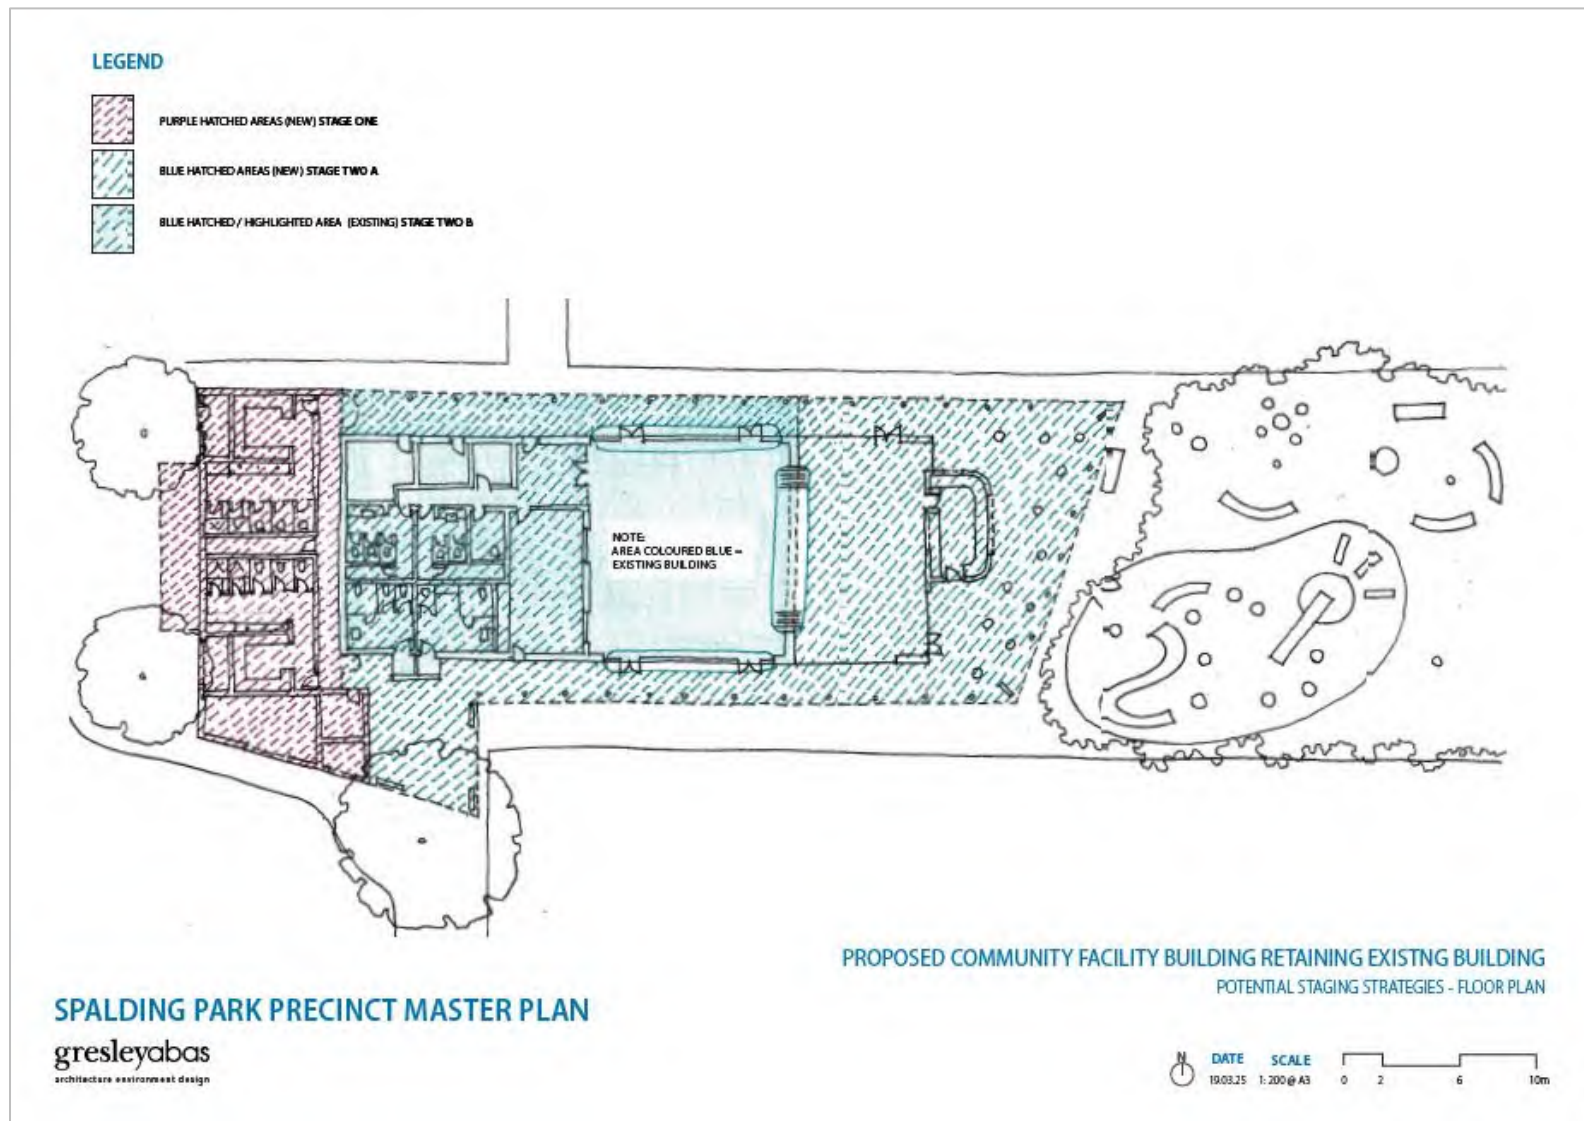 LEGEND
PURPLE HATCHED AREAS (NEW) STAGE ONE
BLUE HATCHED AREAS (NEW) STAGE TWO A
BLUE HATCHED / HIGHLIGHTED AREA (EXISTING) STAGE TWO B
NOTE:
AREA COLOURED BLUE =
EXISTING BUILDING
PROPOSED COMMUNITY FACILITY BUILDING RETAINING EXISTNG BUILDING
POTENTIAL STAGING STRATEGIES - FLOOR PLAN
SPALDING PARK PRECINCT MASTER PLAN
gresleyabas
architecture environment design
N
DATE SCALE
19.03.25 1: 200 @ A3
0 2 6 10m